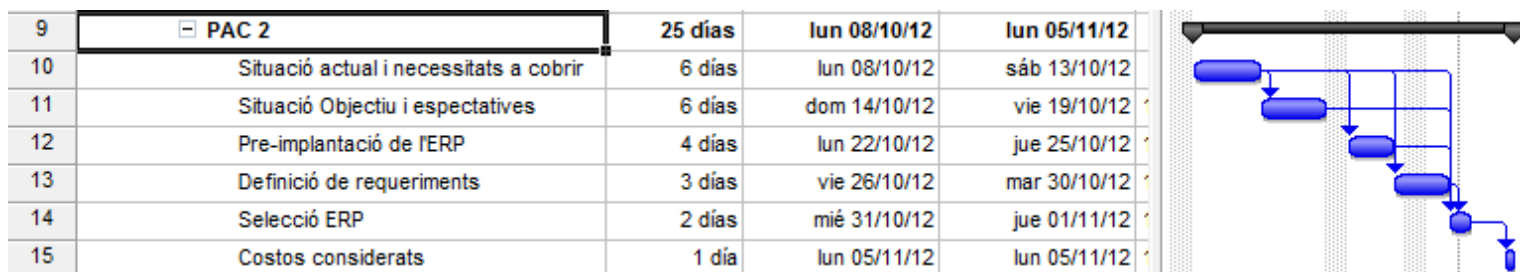 9 PAC 2 25 días lun 08/10/12 lun 05/11/12
10 Situació actual i necessitats a cobrir 6 días lun 08/10/12 sáb 13/10/12
11 Situació Objectiu i espectatives 6 días dom 14/10/12 vie 19/10/12
12 Pre-implantació de l'ERP 4 días lun 22/10/12 jue 25/10/12
13 Definició de requeriments 3 días vie 26/10/12 mar 30/10/12
14 Selecció ERP 2 días mié 31/10/12 jue 01/11/12
15 Costos considerats 1 día lun 05/11/12 lun 05/11/12